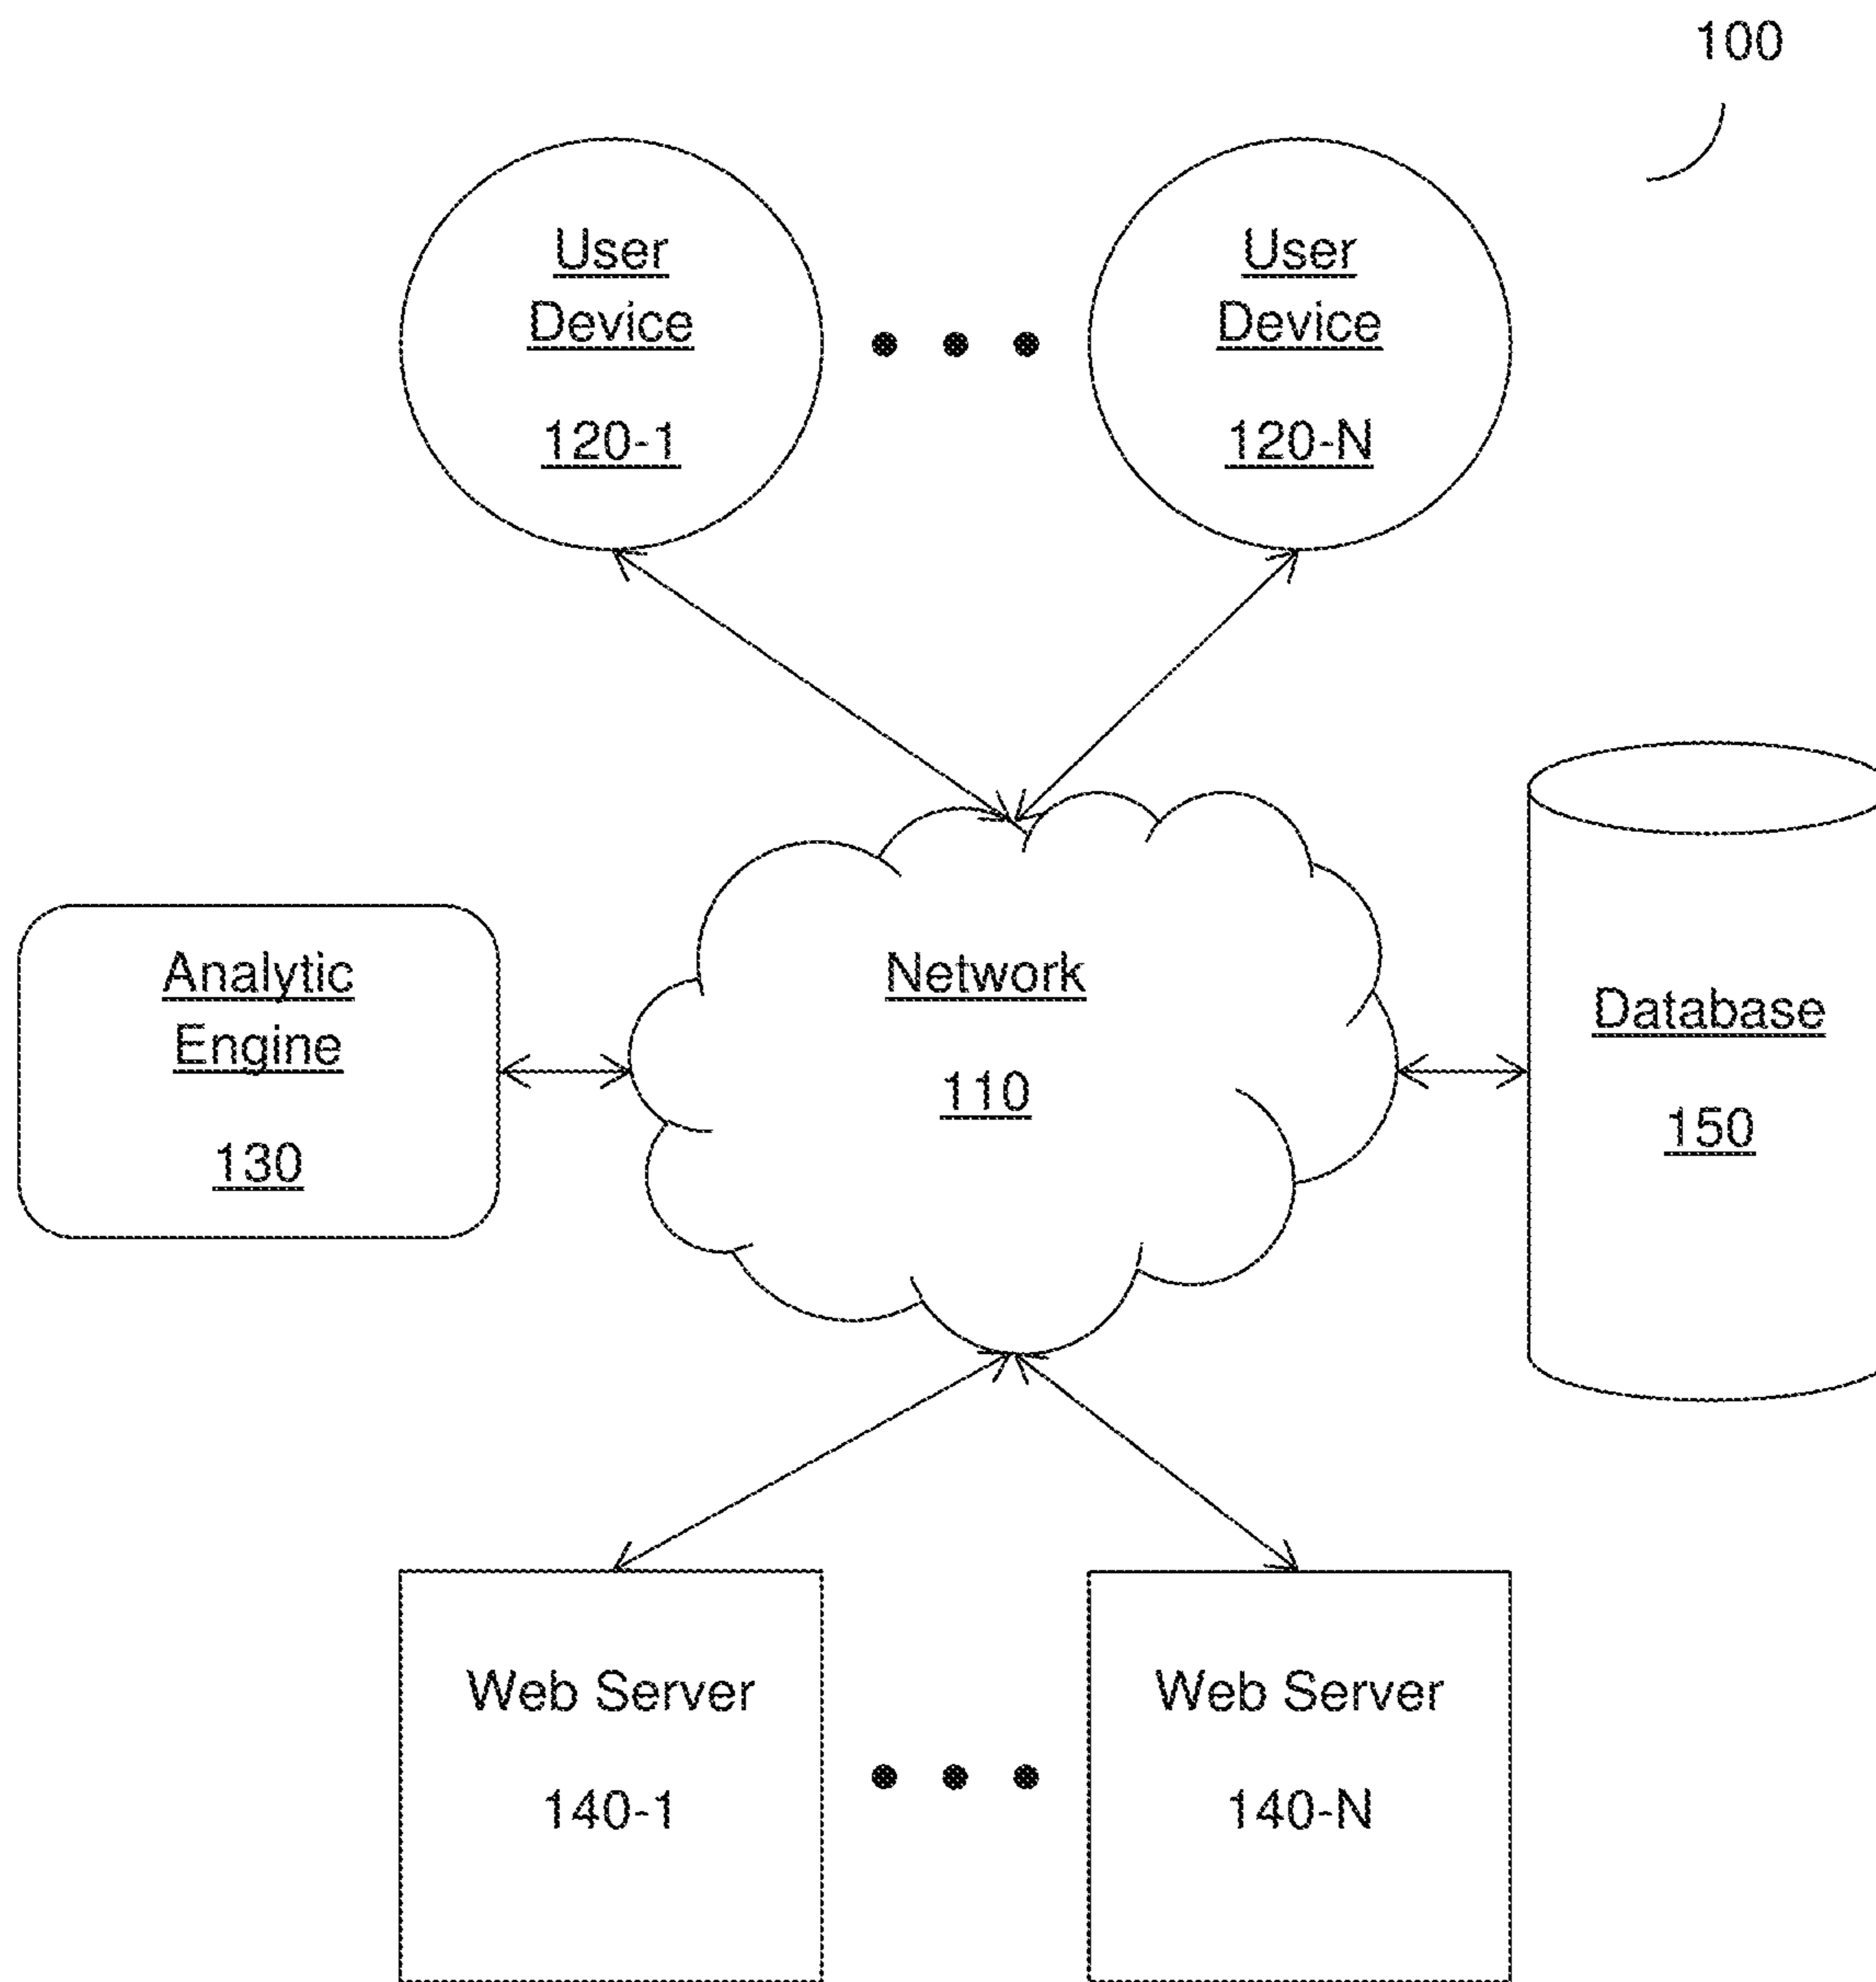 100
User
Device
120-1
User
Device
120-N
Analytic
Engine
130
Network
110
Database
150
Web Server
140-1
Web Server
140-N